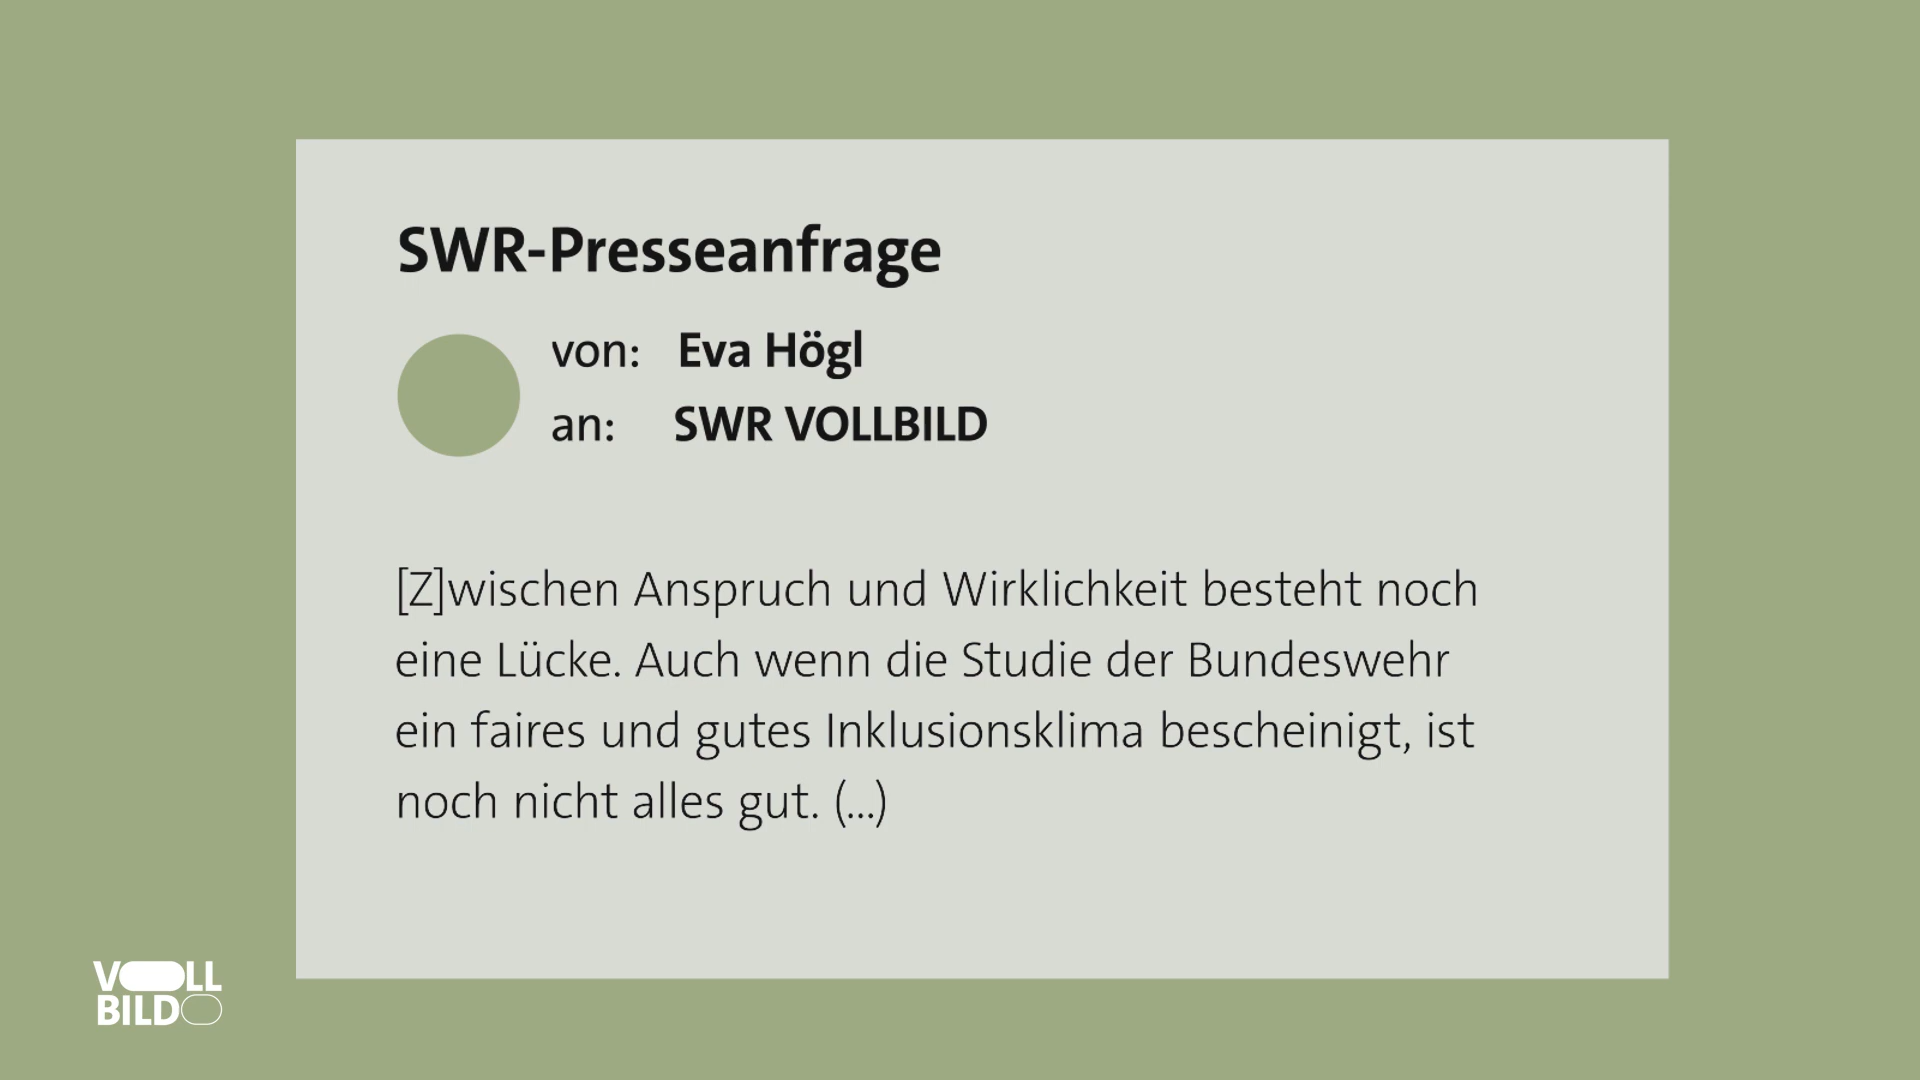 SWR-Presseanfrage
von: Eva Högl
an: SWR VOLLBILD
[Z]wischen Anspruch und Wirklichkeit besteht noch
eine Lücke. Auch wenn die Studie der Bundeswehr
ein faires und gutes Inklusionsklima bescheinigt, ist
noch nicht alles gut. (...)
VOLL
BILD